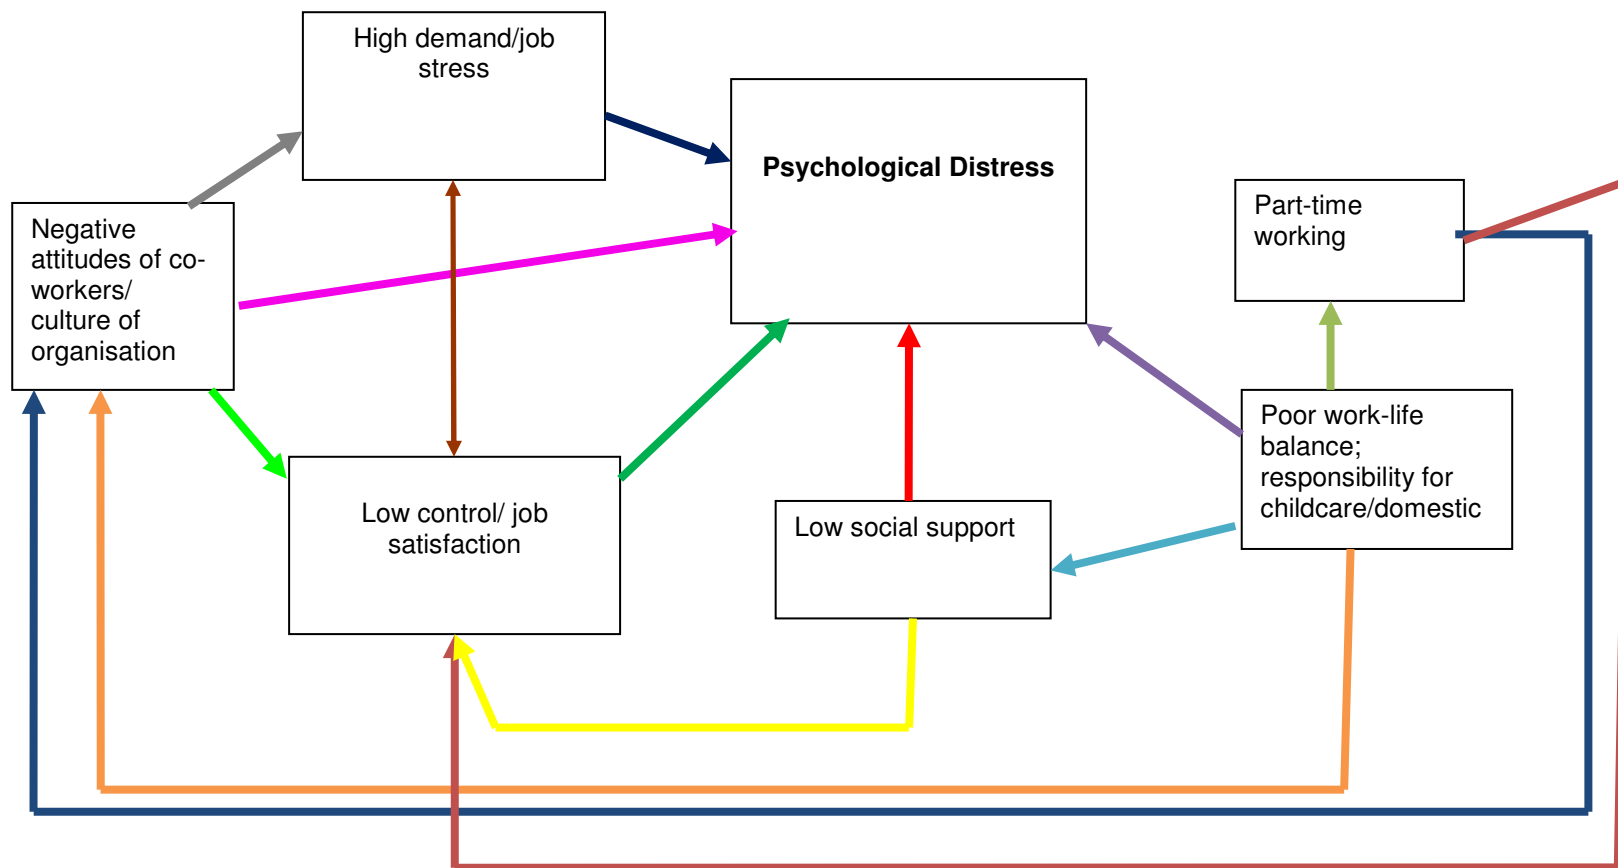 High demand/job
stress
Psychological Distress
Part-time
working
Negative
attitudes of co-
workers/
culture of
organisation
Poor work-life
balance;
responsibility for
childcare/domestic
Low control/ job
satisfaction
Low social support